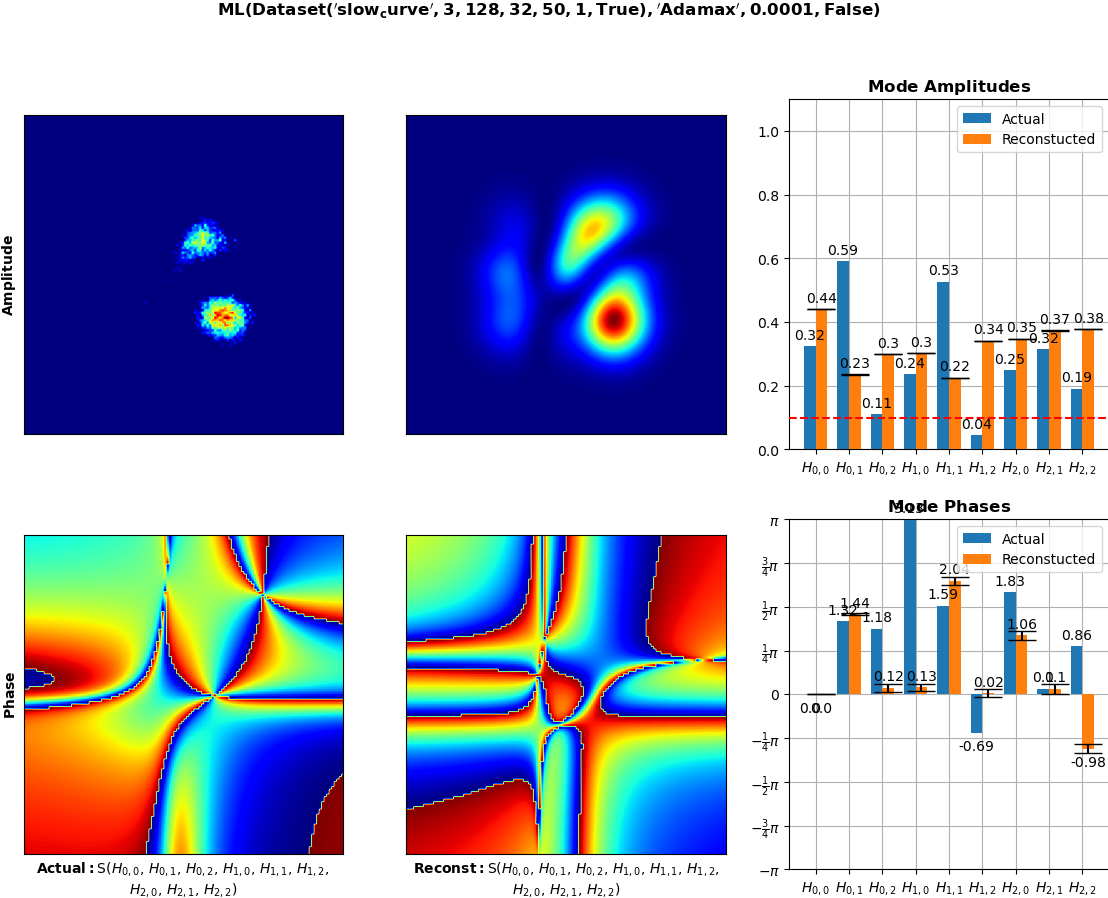 ML(Dataset('slow_curve', 3, 128, 32, 50, 1, True), 'Adamax', 0.0001, False)
Amplitude
Mode Amplitudes
Actual
Reconstucted
1.0
0.8
0.6
0.4
0.2
0.0
0.32 0.44 0.59 0.23 0.11 0.3 0.24 0.3 0.53 0.22 0.04 0.34 0.25 0.35 0.32 0.37 0.19 0.38
H0,0 H0,1 H0,2 H1,0 H1,1 H1,2 H2,0 H2,1 H2,2
Phase
Actual: S(H0,0, H0,1, H0,2, H1,0, H1,1, H1,2,
H2,0, H2,1, H2,2)
Reconst: S(H0,0, H0,1, H0,2, H1,0, H1,1, H1,2,
H2,0, H2,1, H2,2)
Mode Phases
Actual
Reconstucted
π
3/4π
1/2π
1/4π
0
−1/4π
−1/2π
−3/4π
−π
0.0 0.0 1.32 1.44 1.18 0.12 0.13 1.59 2.04 -0.69 0.02 1.83 1.06 0.1 0.1 0.86 -0.98
H0,0 H0,1 H0,2 H1,0 H1,1 H1,2 H2,0 H2,1 H2,2